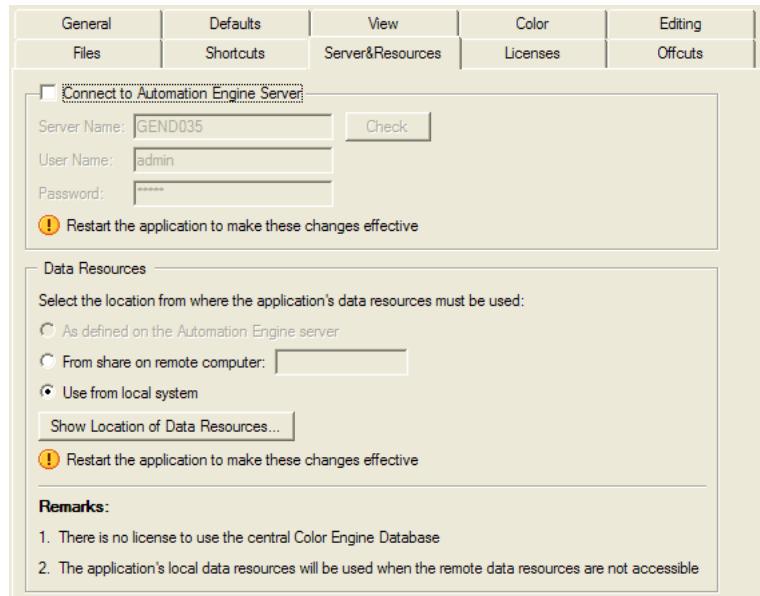 General Defaults View Color Editing
Files Shortcuts Server&Resources Licenses Offcuts
Connect to Automation Engine Server
Server Name: GEND035 Check
User Name: admin
Password: *****
! Restart the application to make these changes effective
Data Resources
Select the location from where the application's data resources must be used:
As defined on the Automation Engine server
From share on remote computer:
Use from local system
Show Location of Data Resources...
! Restart the application to make these changes effective
Remarks:
1. There is no license to use the central Color Engine Database
2. The application's local data resources will be used when the remote data resources are not accessible